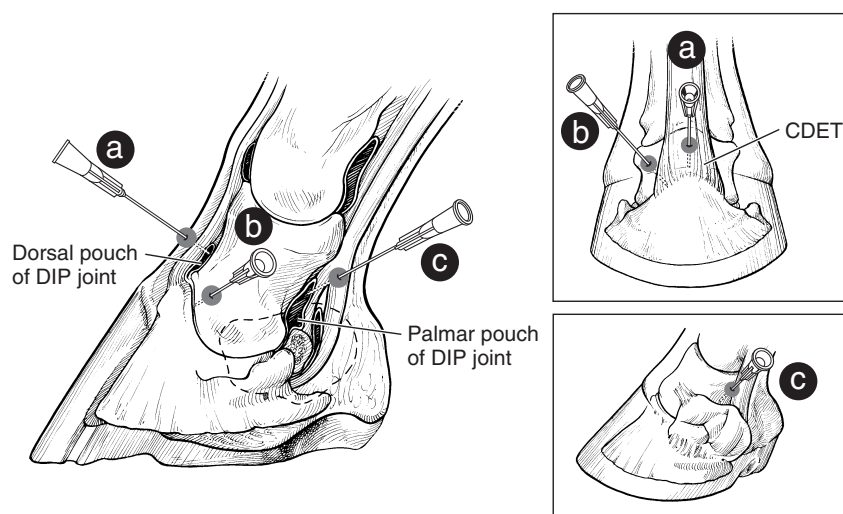 a
b
c
Dorsal pouch
of DIP joint
Palmar pouch
of DIP joint
a
b
CDET
c